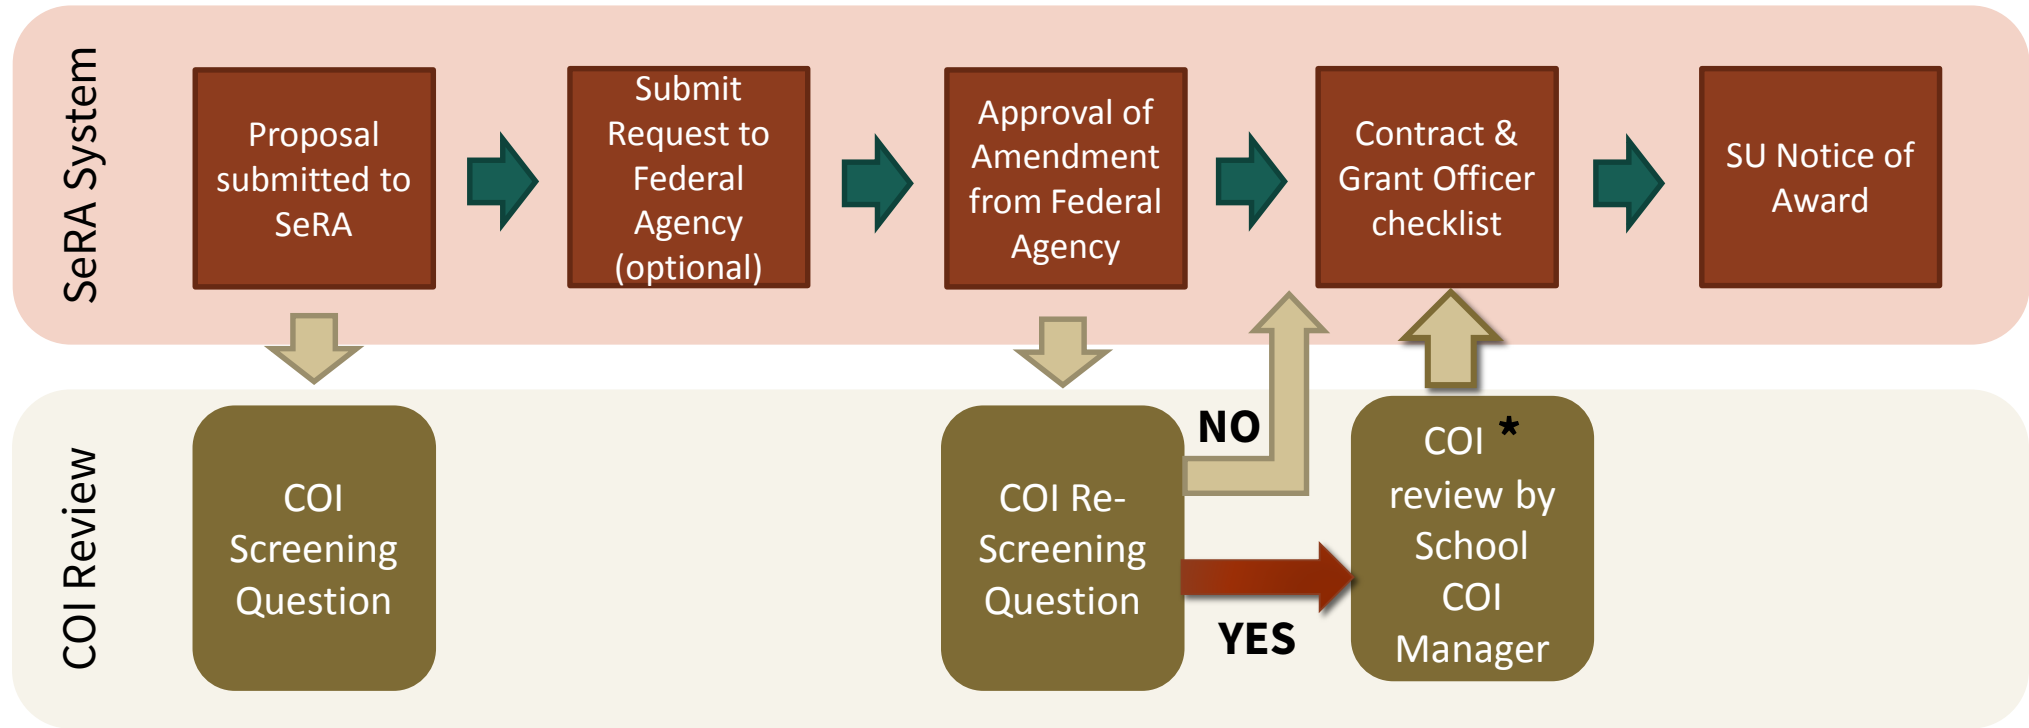 SeRA System
Proposal
submitted to
SeRA
Submit
Request to
Federal
Agency
(optional)
Approval of
Amendment
from Federal
Agency
Contract &
Grant Officer
checklist
SU Notice of
Award
COI Review
COI
Screening
Question
COI Re-
Screening
Question
NO
YES
COI *
review by
School
COI
Manager